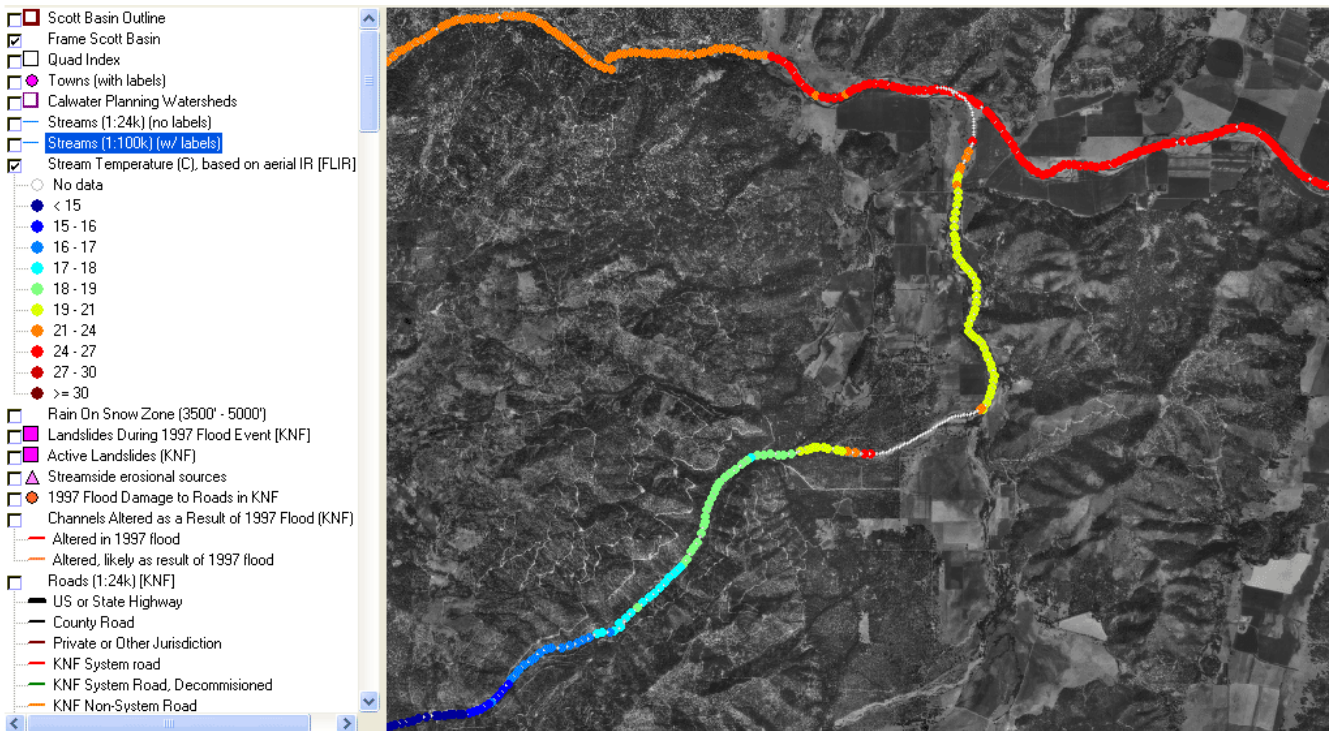 Scott Basin Outline
Frame Scott Basin
Quad Index
Towns (with labels)
Calwater Planning Watersheds
Streams (1:24k) (no labels)
Streams (1:100k) (w/ labels)
Stream Temperature (C), based on aerial IR [FLIR]
No data
< 15
15 - 16
16 - 17
17 - 18
18 - 19
19 - 21
21 - 24
24 - 27
27 - 30
>= 30
Rain On Snow Zone (3500' - 5000')
Landslides During 1997 Flood Event [KNF]
Active Landslides (KNF)
Streamside erosional sources
1997 Flood Damage to Roads in KNF
Channels Altered as a Result of 1997 Flood (KNF)
Altered in 1997 flood
Altered, likely as result of 1997 flood
Roads (1:24k) [KNF]
US or State Highway
County Road
Private or Other Jurisdiction
KNF System road
KNF System Road, Decommisioned
KNF Non-System Road